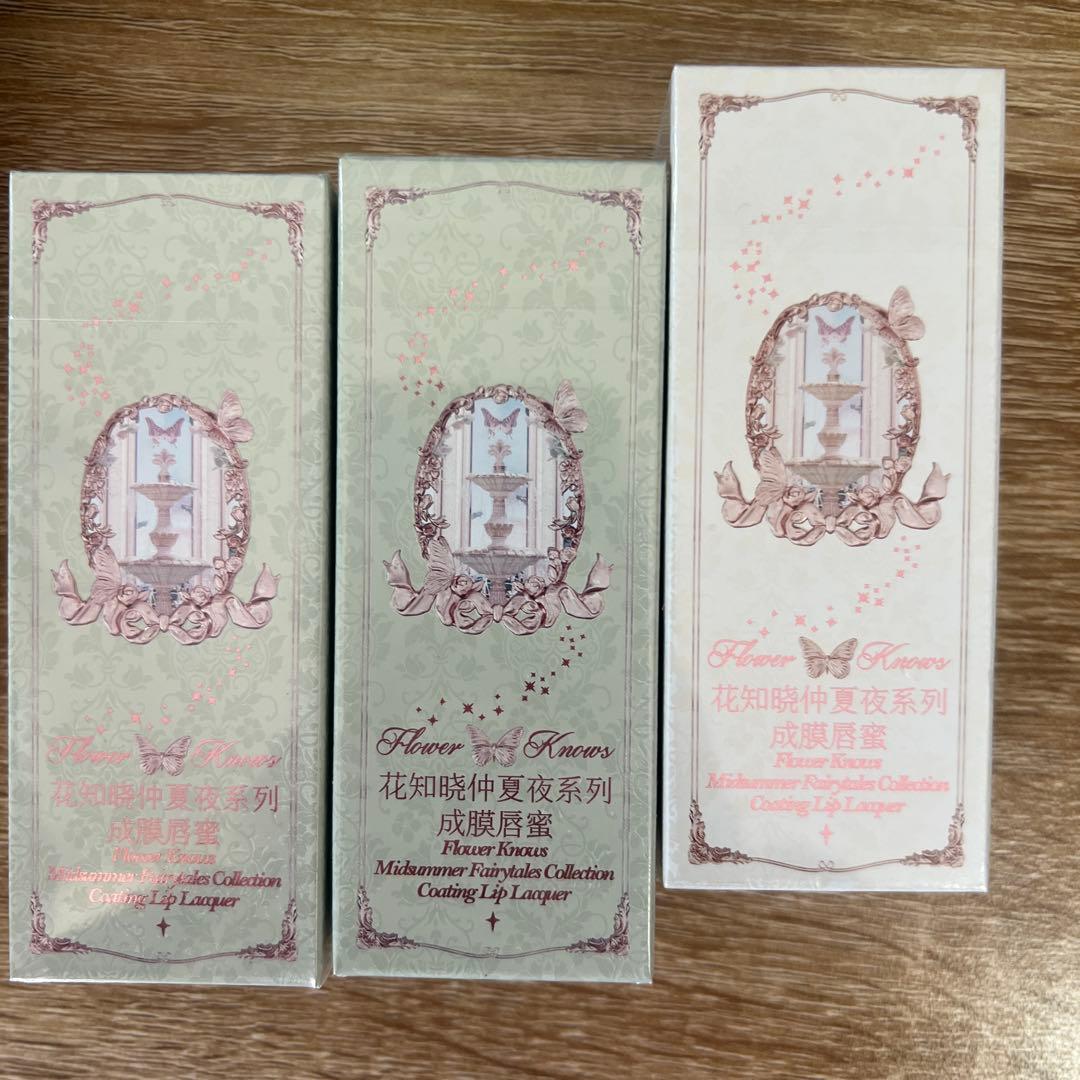 Flower Knows
花知晓仲夏夜系列
成膜唇蜜
Flower Knows
Midsummer Fairytales Collection
Coating Lip Lacquer
Flower Knows
花知晓仲夏夜系列
成膜唇蜜
Flower Knows
Midsummer Fairytales Collection
Coating Lip Lacquer
Flower Knows
花知晓仲夏夜系列
成膜唇蜜
Flower Knows
Midsummer Fairytales Collection
Coating Lip Lacquer